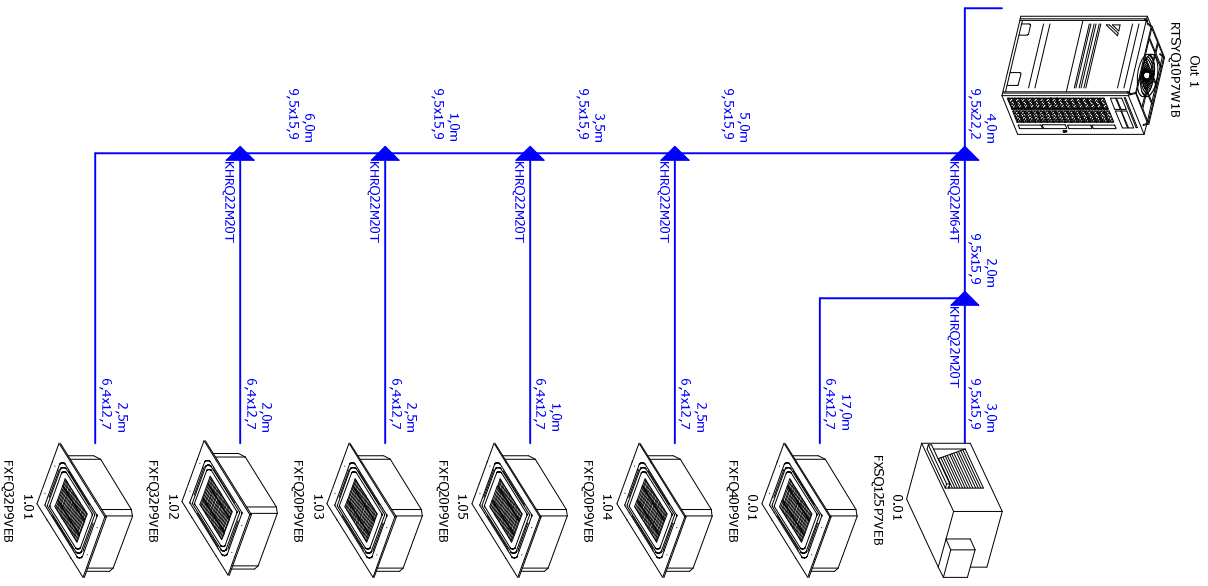 Out 1
RTSYQ10P7W1B
4,0m
9,5x22,2
KHRQ22M64T
2,0m
9,5x15,9
KHRQ22M20T
3,0m
9,5x15,9
0.01
FXSQ125P7VEB
17,0m
6,4x12,7
0.01
FXFQ40P9VEB
5,0m
9,5x15,9
KHRQ22M20T
2,5m
6,4x12,7
1.04
FXFQ20P9VEB
3,5m
9,5x15,9
KHRQ22M20T
1,0m
6,4x12,7
1.05
FXFQ20P9VEB
1,0m
9,5x15,9
KHRQ22M20T
2,5m
6,4x12,7
1.03
FXFQ20P9VEB
6,0m
9,5x15,9
KHRQ22M20T
2,0m
6,4x12,7
1.02
FXFQ32P9VEB
2,5m
6,4x12,7
1.01
FXFQ32P9VEB